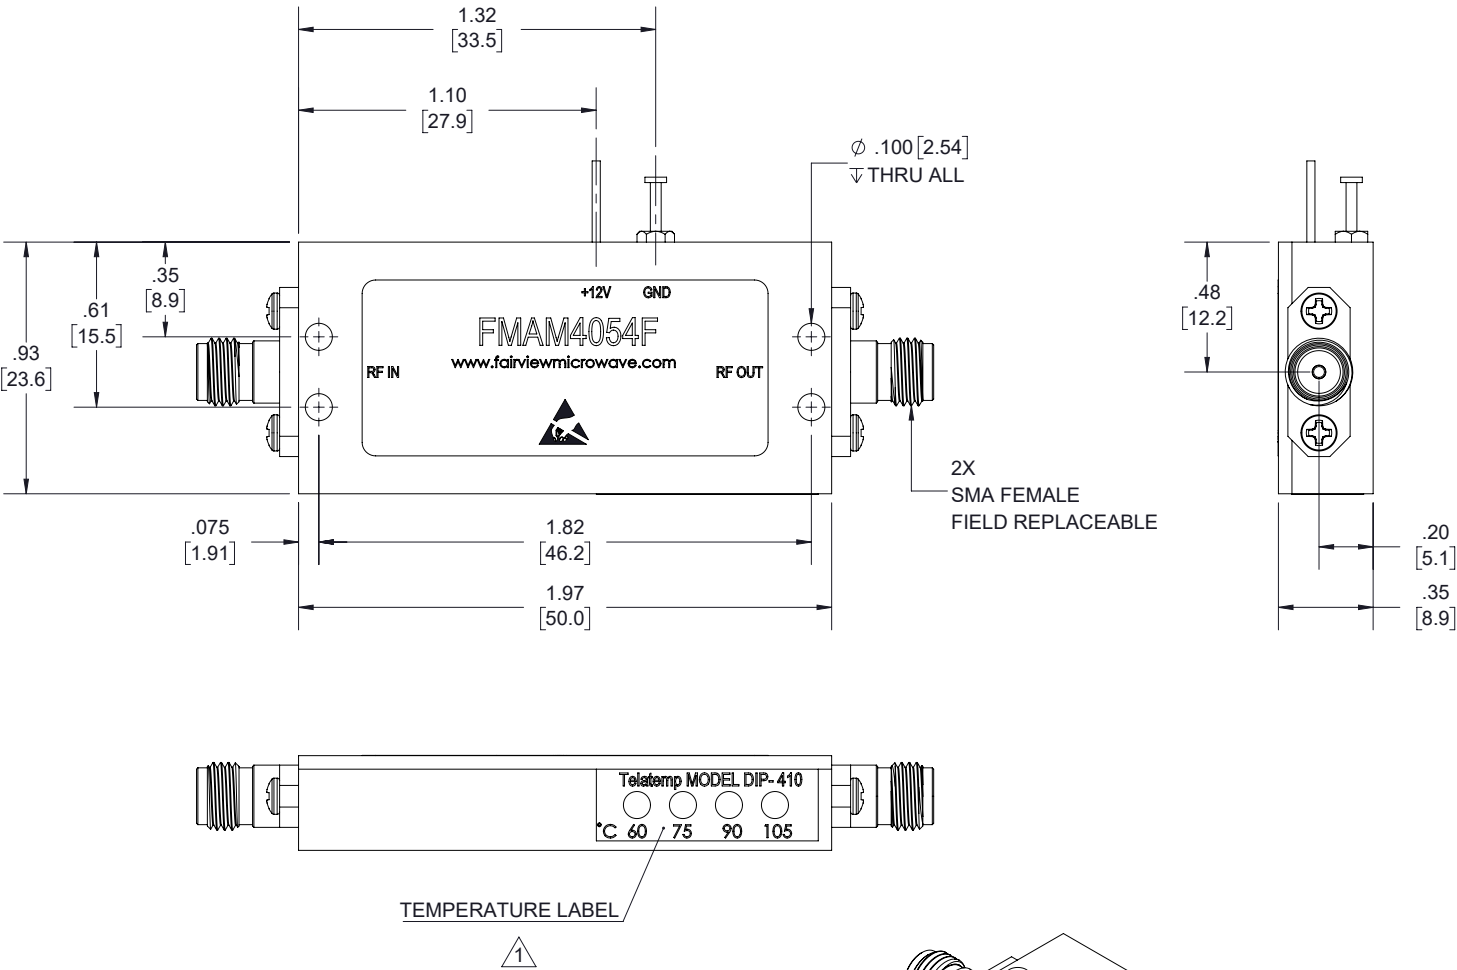 1.32
[33.5]
1.10
[27.9]
⌀ .100[2.54]
↧ THRU ALL
.35
[8.9]
.61
[15.5]
.93
[23.6]
+12V GND
FMAM4054F
www.fairviewmicrowave.com
RF IN RF OUT
2X
SMA FEMALE
FIELD REPLACEABLE
.075
[1.91]
1.82
[46.2]
1.97
[50.0]
.48
[12.2]
.20
[5.1]
.35
[8.9]
Telatemp MODEL DIP-410
°C 60 75 90 105
TEMPERATURE LABEL
1